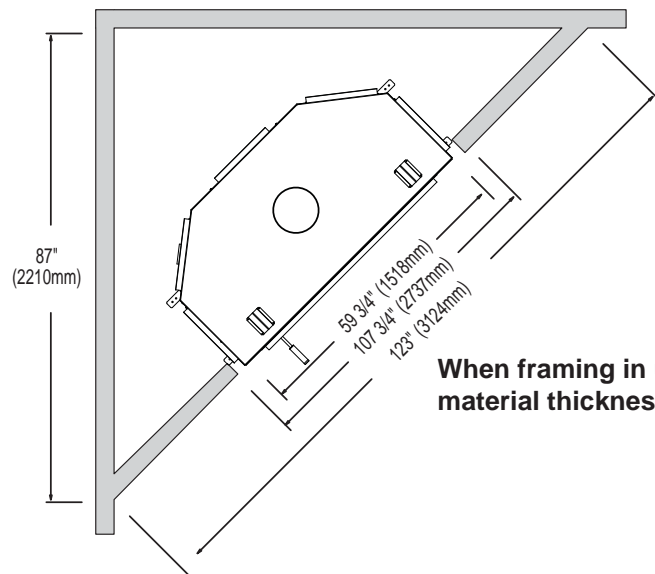 87"
(2210mm)
59 3/4" (1518mm)
107 3/4" (2737mm)
123" (3124mm)
When framing in
material thicknes